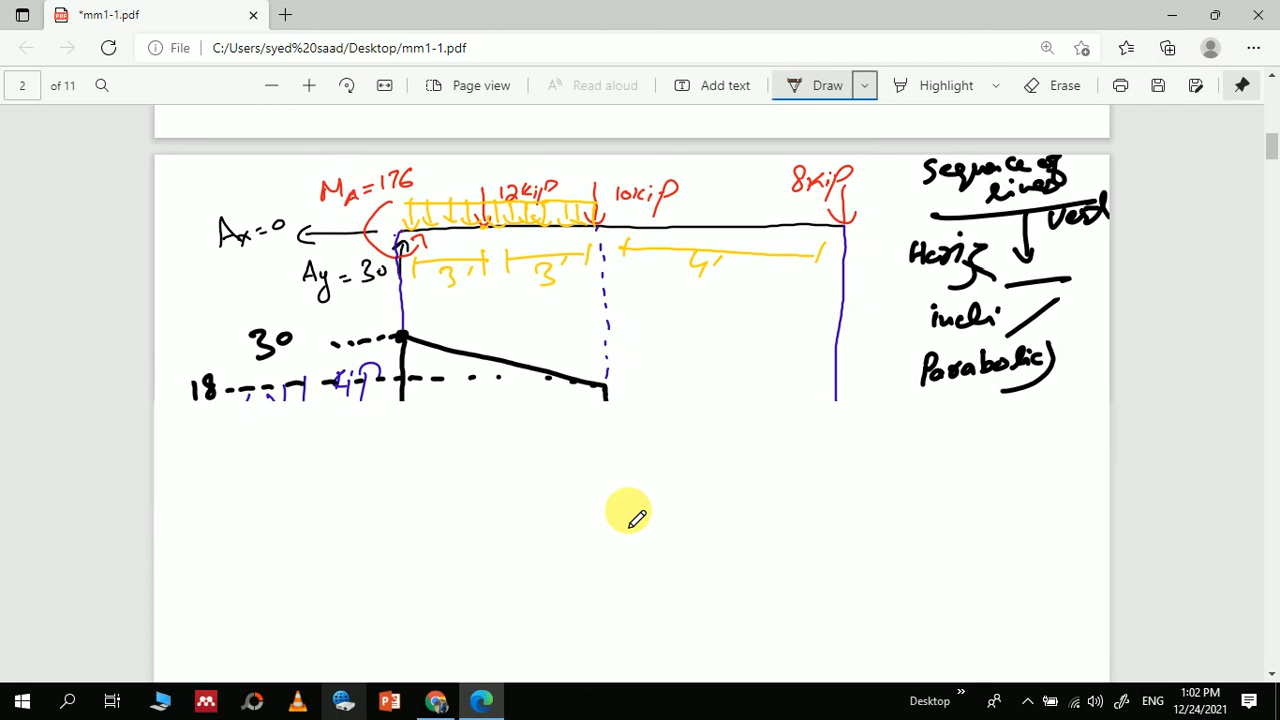 *mm1-1.pdf
File C:/Users/syed%20saad/Desktop/mm1-1.pdf
2 of 11 Page view Read aloud Add text Draw Highlight Erase
MA=176 12kip 10kip 8kip
Sequence of
lines
Ax=0
Vert
Horiz
Ay = 30
3' 3' 4'
incli
30
Parabolic
18
Desktop ENG
1:02 PM
12/24/2021